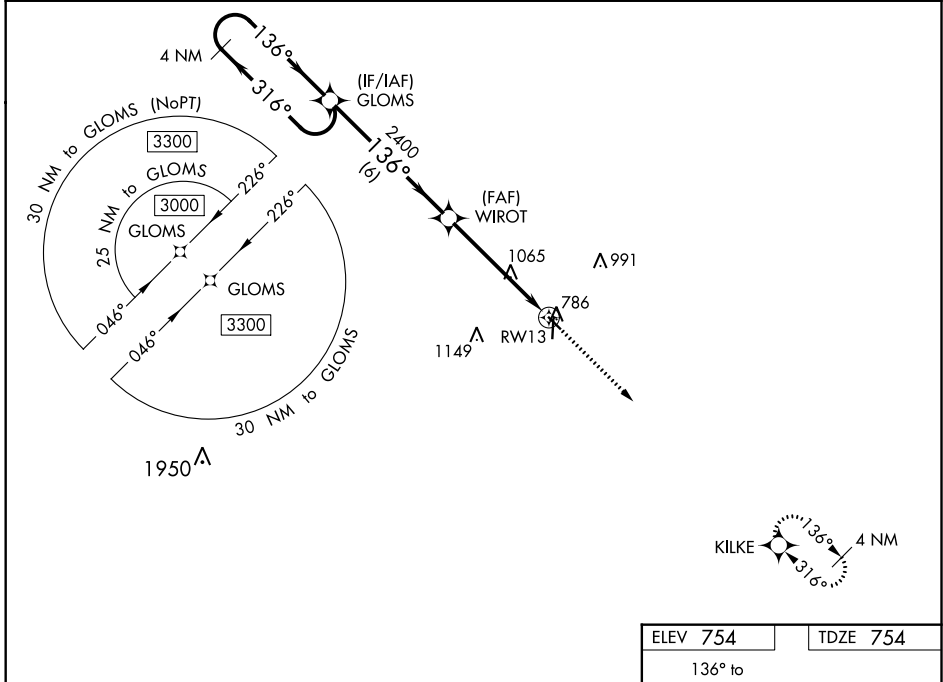 136°
4 NM
316°
(IF/IAF)
GLOMS
2400
136°
(6)
(FAF)
WIROT
1065
991
786
RW13
1149
30 NM to GLOMS (NoPT)
3300
25 NM to GLOMS
3000
GLOMS
226°
046°
226°
GLOMS
3300
046°
30 NM to GLOMS
1950
KILKE
136°
4 NM
316°
ELEV 754
TDZE 754
136° to